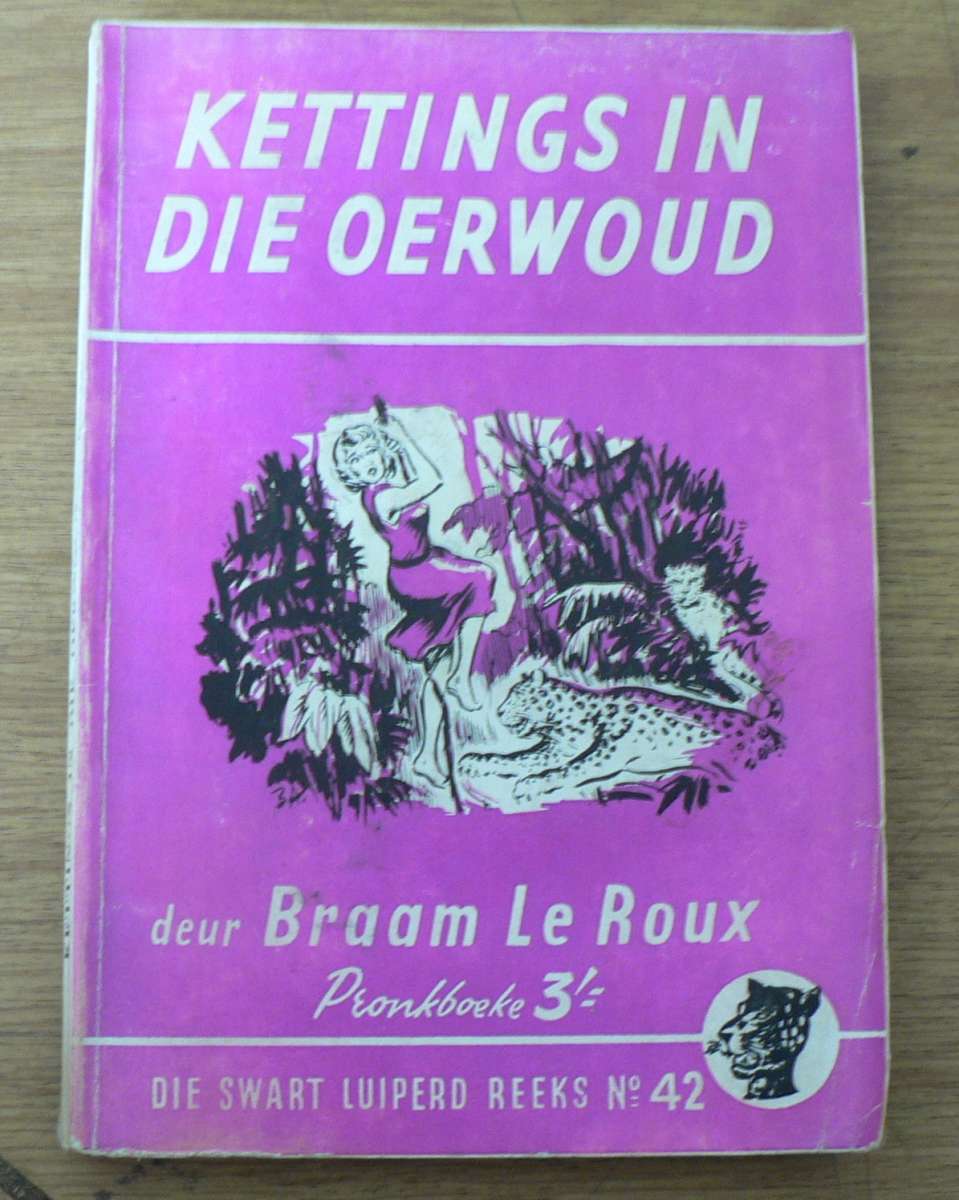 KETTINGS IN
DIE OERWOUD
deur Braam Le Roux
Pronkboeke 3/-
DIE SWART LUIPERD REEKS No 42